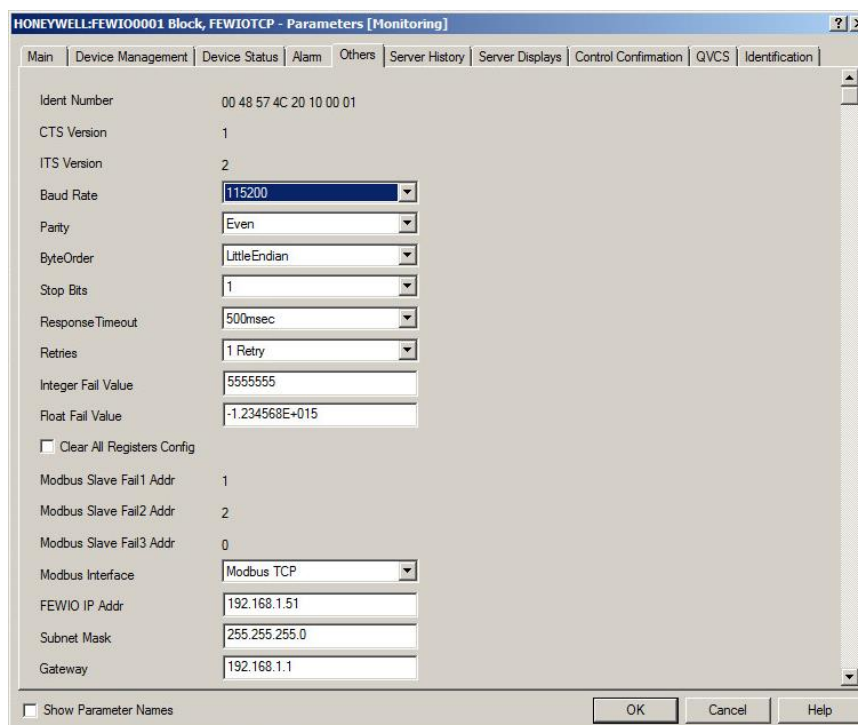 HONEYWELL:FEWIO0001 Block, FEWIOTCP - Parameters [Monitoring]
Main Device Management Device Status Alarm Others Server History Server Displays Control Confirmation QVCS Identification
Ident Number 00 48 57 4C 20 10 00 01
CTS Version 1
ITS Version 2
Baud Rate 115200
Parity Even
ByteOrder LittleEndian
Stop Bits 1
ResponseTimeout 500msec
Retries 1 Retry
Integer Fail Value 5555555
Float Fail Value -1.234568E+015
Clear All Registers Config
Modbus Slave Fail1 Addr 1
Modbus Slave Fail2 Addr 2
Modbus Slave Fail3 Addr 0
Modbus Interface Modbus TCP
FEWIO IP Addr 192.168.1.51
Subnet Mask 255.255.255.0
Gateway 192.168.1.1
Show Parameter Names OK Cancel Help